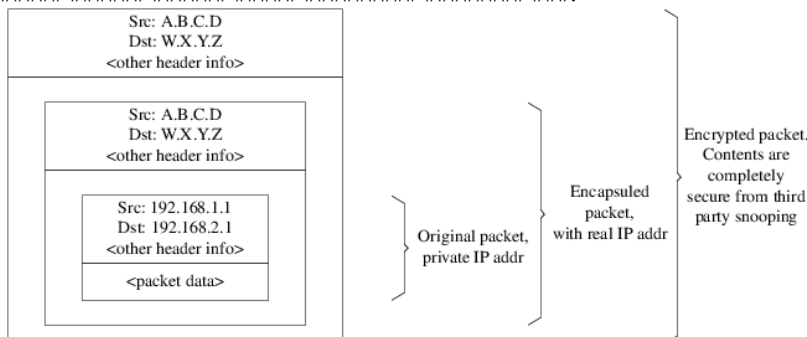 Src: A.B.C.D
Dst: W.X.Y.Z
<other header info>
Src: A.B.C.D
Dst: W.X.Y.Z
<other header info>
Src: 192.168.1.1
Dst: 192.168.2.1
<other header info>
<packet data>
Original packet,
private IP addr
Encapsuled
packet,
with real IP addr
Encrypted packet.
Contents are
completely
secure from third
party snooping